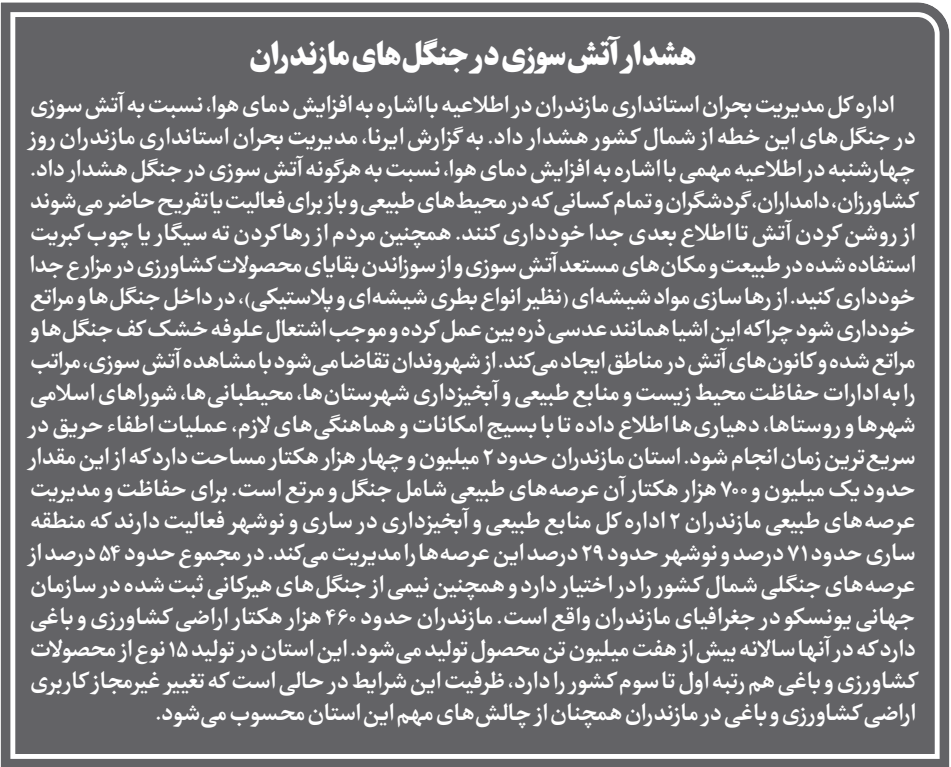 هشدار آتش‌سوزی در جنگل‌های مازندران
اداره کل مدیریت بحران استانداری مازندران در اطلاعیه با اشاره به افزایش دمای هوا، نسبت به آتش سوزی
در جنگل‌های این خطه از شمال کشور هشدار داد. به گزارش ایرنا، مدیریت بحران استانداری مازندران روز
چهارشنبه در اطلاعیه مهمی با اشاره به افزایش دمای هوا، نسبت به هرگونه آتش سوزی در جنگل هشدار داد.
کشاورزان، دامداران، گردشگران و تمام کسانی که در محیط‌های طبیعی و باز برای فعالیت یا تفریح حاضر می‌شوند
از روشن کردن آتش تا اطلاع بعدی جدا خودداری کنند. همچنین مردم از رها کردن ته سیگار یا چوب کبریت
استفاده شده در طبیعت و مکان‌های مستعد آتش سوزی و از سوزاندن بقایای محصولات کشاورزی در مزارع جدا
خودداری کنید. از رها سازی مواد شیشه‌ای (نظیر انواع بطری شیشه‌ای و پلاستیکی)، در داخل جنگل‌ها و مراتع
خودداری شود چراکه این اشیا همانند عدسی ذره بین عمل کرده و موجب اشتعال علوفه خشک کف جنگل‌ها و
مراتع شده و کانون‌های آتش در مناطق ایجاد می‌کند. از شهروندان تقاضا می‌شود با مشاهده آتش سوزی، مراتب
را به ادارات حفاظت محیط زیست و منابع طبیعی و آبخیزداری شهرستان‌ها، محیطبانی‌ها، شوراهای اسلامی
شهرها و روستاها، دهیاری‌ها اطلاع داده تا با بسیج امکانات و هماهنگی‌های لازم، عملیات اطفاء حریق در
سریع‌ترین زمان انجام شود. استان مازندران حدود ۲ میلیون و چهار هزار هکتار مساحت دارد که از این مقدار
حدود یک میلیون و ۷۰۰ هزار هکتار آن عرصه‌های طبیعی شامل جنگل و مرتع است. برای حفاظت و مدیریت
عرصه‌های طبیعی مازندران ۲ اداره کل منابع طبیعی و آبخیزداری در ساری و نوشهر فعالیت دارند که منطقه
ساری حدود ۷۱ درصد و نوشهر حدود ۲۹ درصد این عرصه‌ها را مدیریت می‌کند. در مجموع حدود ۵۴ درصد از
عرصه‌های جنگلی شمال کشور را در اختیار دارد و همچنین نیمی از جنگل‌های هیرکانی ثبت شده در سازمان
جهانی یونسکو در جغرافیای مازندران واقع است. مازندران حدود ۴۶۰ هزار هکتار اراضی کشاورزی و باغی
دارد که در آنها سالانه بیش از هفت میلیون تن محصول تولید می‌شود. این استان در تولید ۱۵ نوع از محصولات
کشاورزی و باغی هم رتبه اول تا سوم کشور را دارد، ظرفیت این شرایط در حالی است که تغییر غیرمجاز کاربری
اراضی کشاورزی و باغی در مازندران همچنان از چالش‌های مهم این استان محسوب می‌شود.